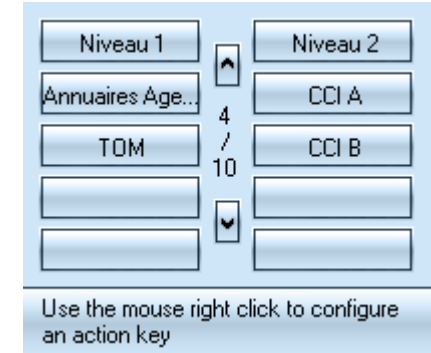 Niveau 1
Niveau 2
Annuaires Age...
CCI A
4
/
10
TOM
CCI B
Use the mouse right click to configure
an action key